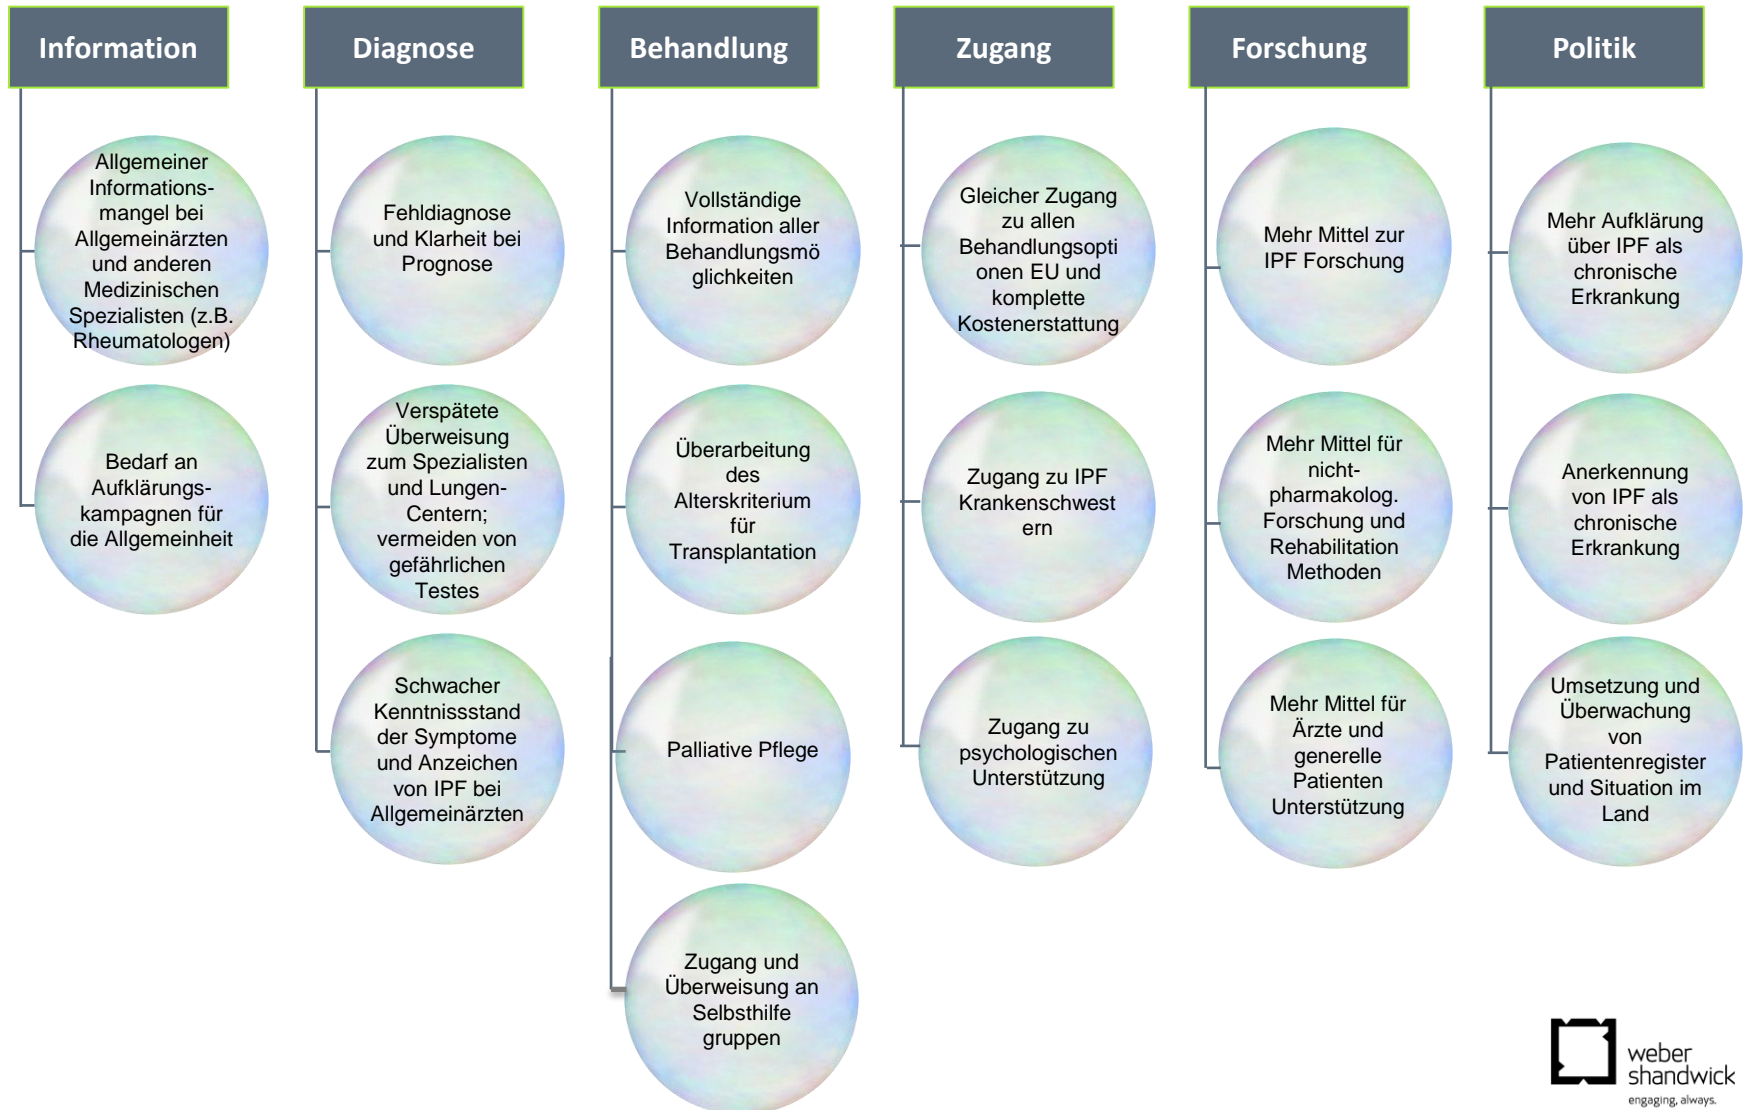 Information
Allgemeiner
Informations-
mangel bei
Allgemeinärzten
und anderen
Medizinischen
Spezialisten (z.B.
Rheumatologen)
Bedarf an
Aufklärungs-
kampagnen für
die Allgemeinheit
Diagnose
Fehldiagnose
und Klarheit bei
Prognose
Verspätete
Überweisung
zum Spezialisten
und Lungen-
Centern;
vermeiden von
gefährlichen
Testes
Schwacher
Kenntnissstand
der Symptome
und Anzeichen
von IPF bei
Allgemeinärzten
Behandlung
Vollständige
Information aller
Behandlungsmö
glichkeiten
Überarbeitung
des
Alterskriterium
für
Transplantation
Palliative Pflege
Zugang und
Überweisung an
Selbsthilfe
gruppen
Zugang
Gleicher Zugang
zu allen
Behandlungsopti
onen EU und
komplette
Kostenerstattung
Zugang zu IPF
Krankenschwest
ern
Zugang zu
psychologischen
Unterstützung
Forschung
Mehr Mittel zur
IPF Forschung
Mehr Mittel für
nicht-
pharmakolog.
Forschung und
Rehabilitation
Methoden
Mehr Mittel für
Ärzte und
generelle
Patienten
Unterstützung
Politik
Mehr Aufklärung
über IPF als
chronische
Erkrankung
Anerkennung
von IPF als
chronische
Erkrankung
Umsetzung und
Überwachung
von
Patientenregister
und Situation im
Land
weber
shandwick
engaging, always.